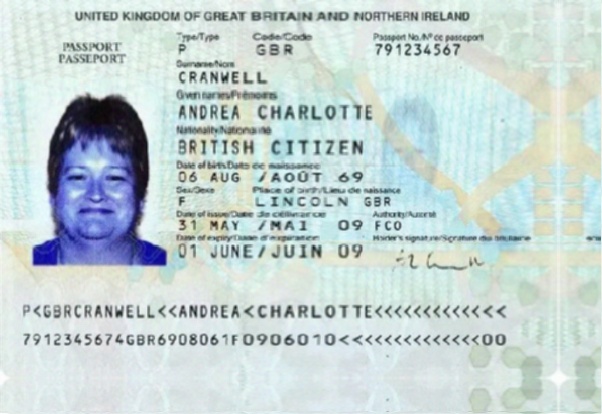 UNITED KINGDOM OF GREAT BRITAIN AND NORTHERN IRELAND
PASSPORT
PASSEPORT
Type/Type Code/Code Passport No./Nº de passeport
P GBR 791234567
Surname/Nom
CRANWELL
Given names/Prénoms
ANDREA CHARLOTTE
Nationality/Nationalité
BRITISH CITIZEN
Date of birth/Date de naissance
06 AUG /AOÛT 69
Sex/Sexe Place of birth/Lieu de naissance
F LINCOLN GBR
Date of issue/Date de délivrance Authority/Autorité
31 MAY /MAI 09 FCO
Date of expiry/Date d'expiration Holder's signature/Signature du titulaire
01 JUNE/JUIN 09
P<GBRCRANWELL<<ANDREA<CHARLOTTE<<<<<<<<<<<<<
7912345674GBR6908061F0906010<<<<<<<<<<<<<<00